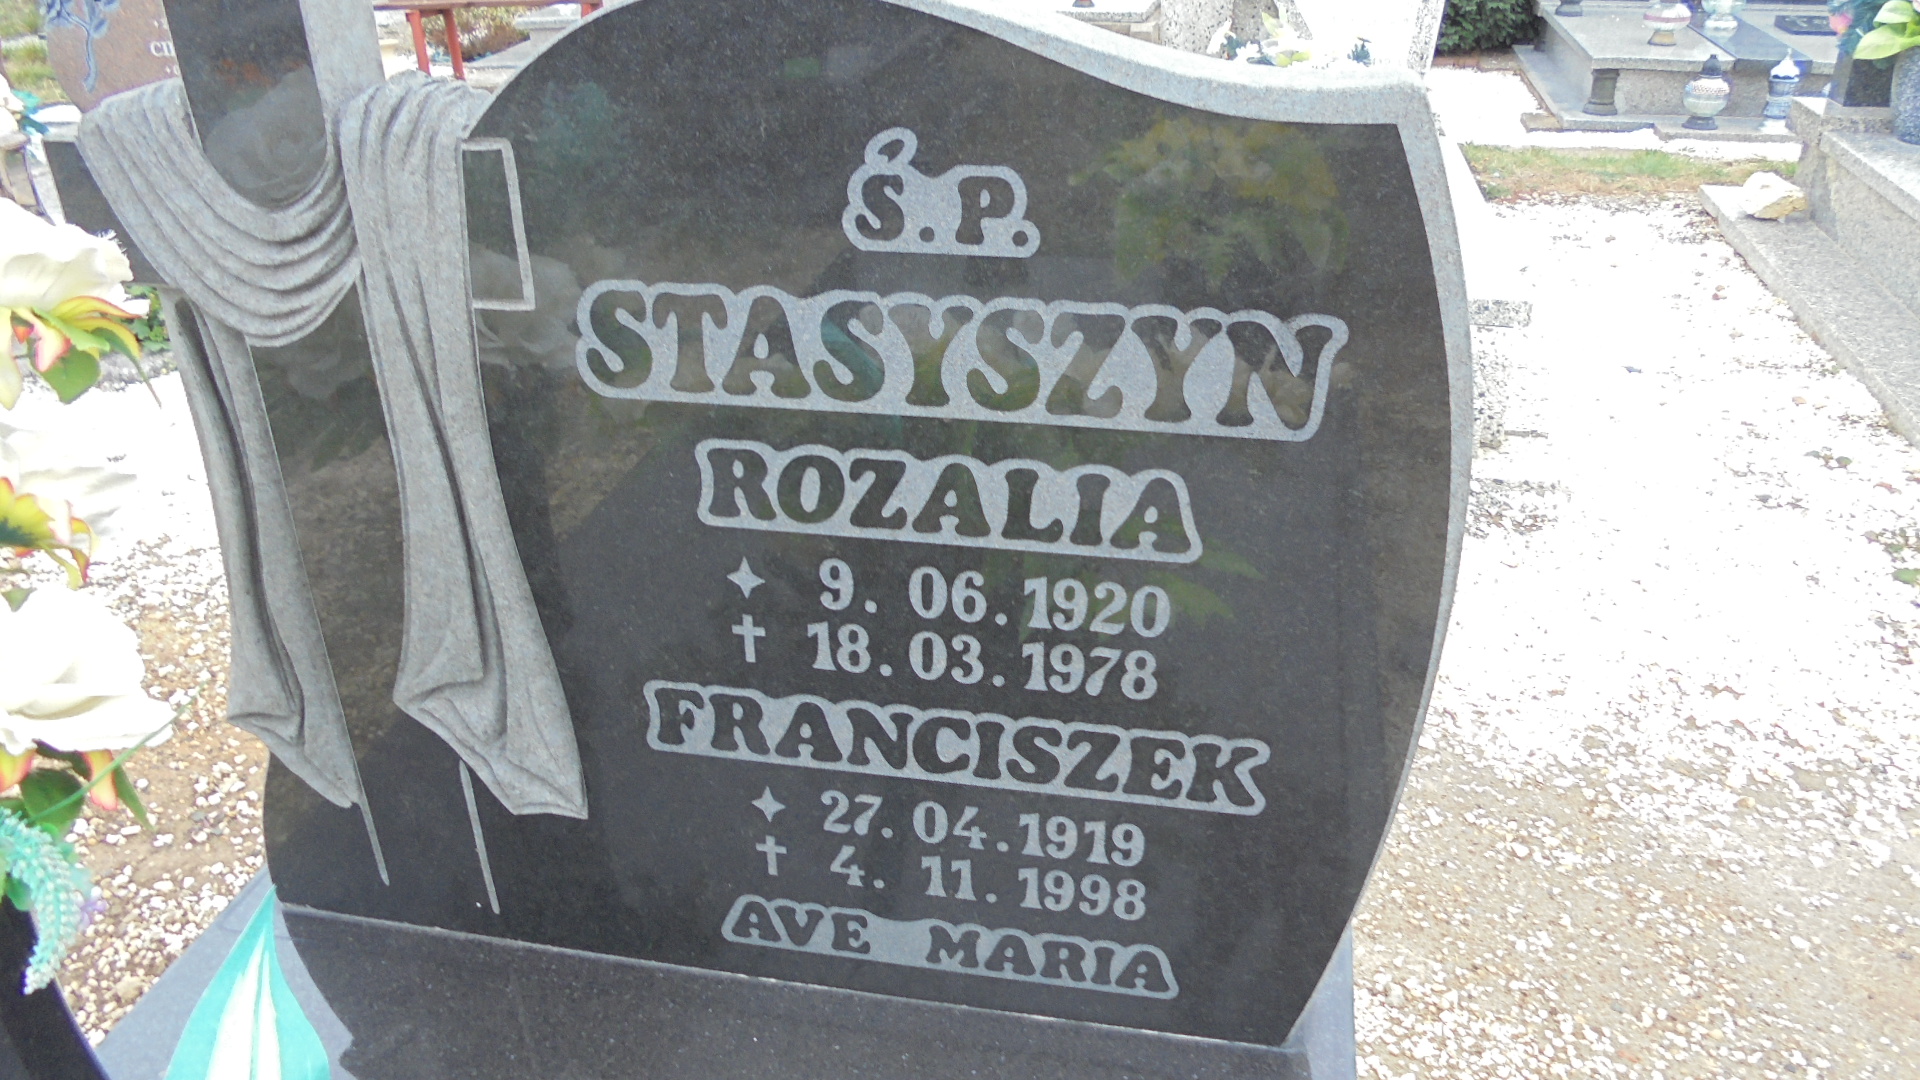 Ś.P.
STASYSZYN
ROZALIA
✦ 9.06.1920
† 18.03.1978
FRANCISZEK
✦ 27.04.1919
† 4.11.1998
AVE MARIA